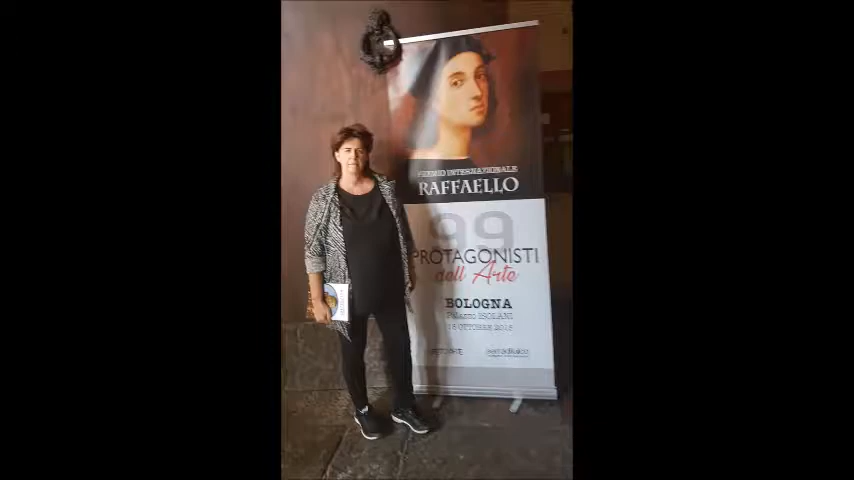 PREMIO INTERNAZIONALE
RAFFAELLO
99
PROTAGONISTI
dell'Arte
BOLOGNA
Palazzo ISOLANI